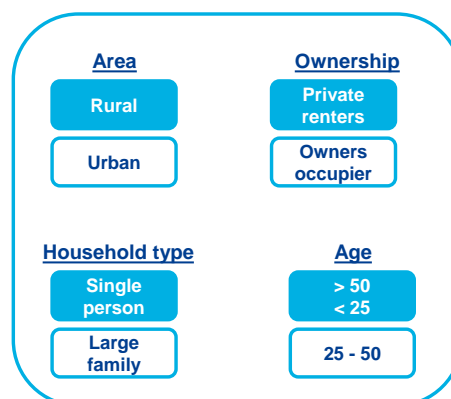 Area
Rural
Urban
Ownership
Private
renters
Owners
occupier
Household type
Single
person
Large
family
Age
> 50
< 25
25 - 50